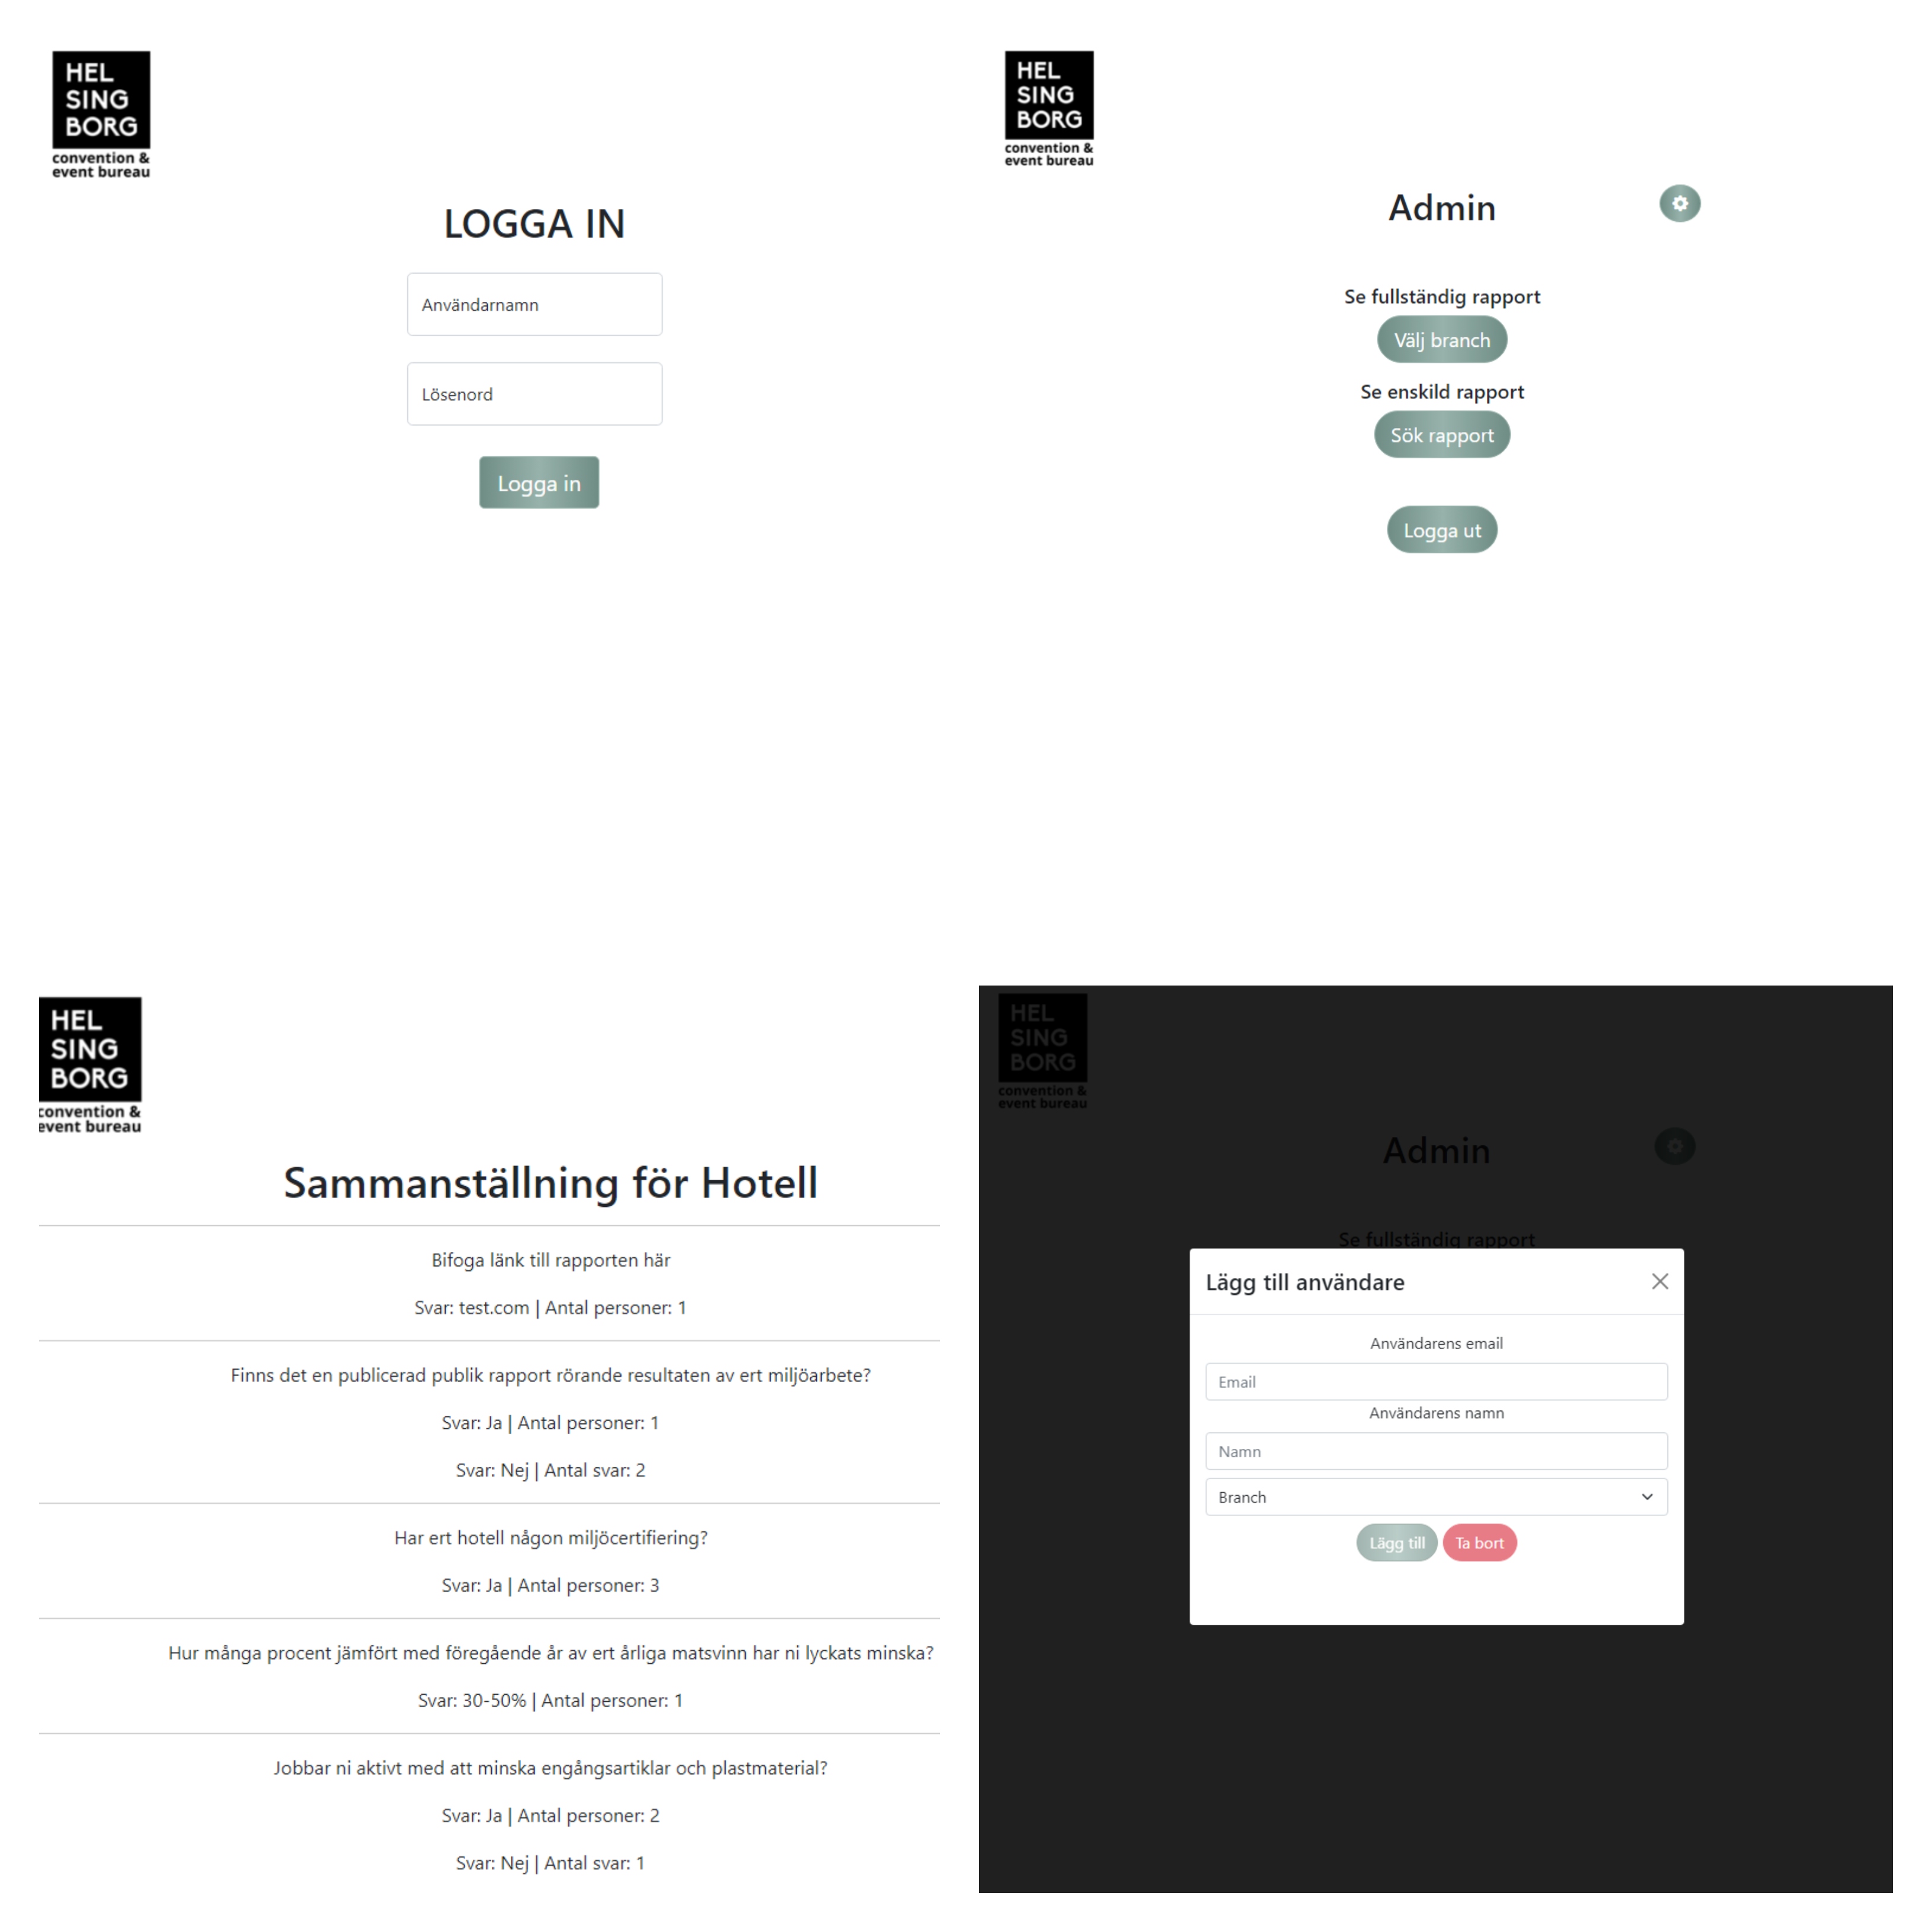 HEL
SING
BORG
convention &
event bureau
LOGGA IN
Användarnamn
Lösenord
Logga in
HEL
SING
BORG
convention &
event bureau
Admin
Se fullständig rapport
Välj branch
Se enskild rapport
Sök rapport
Logga ut
HEL
SING
BORG
convention &
event bureau
Sammanställning för Hotell
Bifoga länk till rapporten här
Svar: test.com | Antal personer: 1
Finns det en publicerad publik rapport rörande resultaten av ert miljöarbete?
Svar: Ja | Antal personer: 1
Svar: Nej | Antal svar: 2
Har ert hotell någon miljöcertifiering?
Svar: Ja | Antal personer: 3
Hur många procent jämfört med föregående år av ert årliga matsvinn har ni lyckats minska?
Svar: 30-50% | Antal personer: 1
Jobbar ni aktivt med att minska engångsartiklar och plastmaterial?
Svar: Ja | Antal personer: 2
Svar: Nej | Antal svar: 1
HEL
SING
BORG
convention &
event bureau
Admin
Se fullständig rapport
Lägg till användare
Användarens email
Email
Användarens namn
Namn
Branch
Lägg till
Ta bort